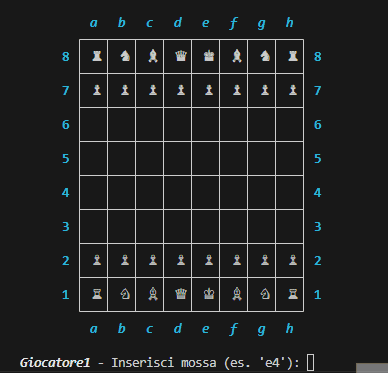 a b c d e f g h
8 ♜ ♞ ♝ ♛ ♚ ♝ ♞ ♜ 8
7 ♟ ♟ ♟ ♟ ♟ ♟ ♟ ♟ 7
6 6
5 5
4 4
3 3
2 ♙ ♙ ♙ ♙ ♙ ♙ ♙ ♙ 2
1 ♖ ♘ ♗ ♕ ♔ ♗ ♘ ♖ 1
a b c d e f g h
Giocatore1 - Inserisci mossa (es. 'e4'):